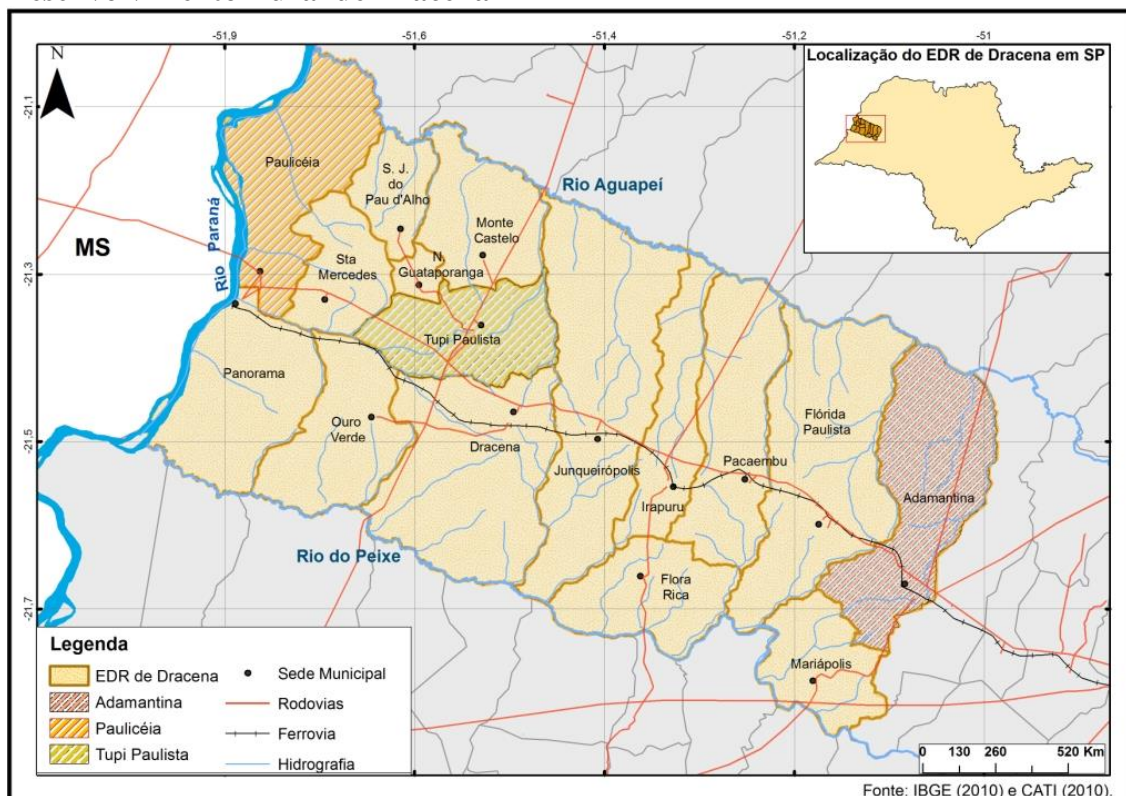 -51,9
-51,6
-51,4
-51,2
-51
N
Localização do EDR de Dracena em SP
-21,1
-21,3
-21,5
-21,7
Paulicéia
S. J.
do
Pau d'Alho
Rio Aguapeí
Rio Paraná
MS
Monte
Castelo
Sta
Mercedes
N.
Guataporanga
Tupi Paulista
Panorama
Ouro
Verde
Dracena
Junqueirópolis
Irapuru
Pacaembu
Flórida
Paulista
Adamantina
Rio do Peixe
Flora
Rica
Mariápolis
Legenda
EDR de Dracena
Adamantina
Paulicéia
Tupi Paulista
Sede Municipal
Rodovias
Ferrovia
Hidrografia
0 130 260 520 Km
Fonte: IBGE (2010) e CATI (2010).